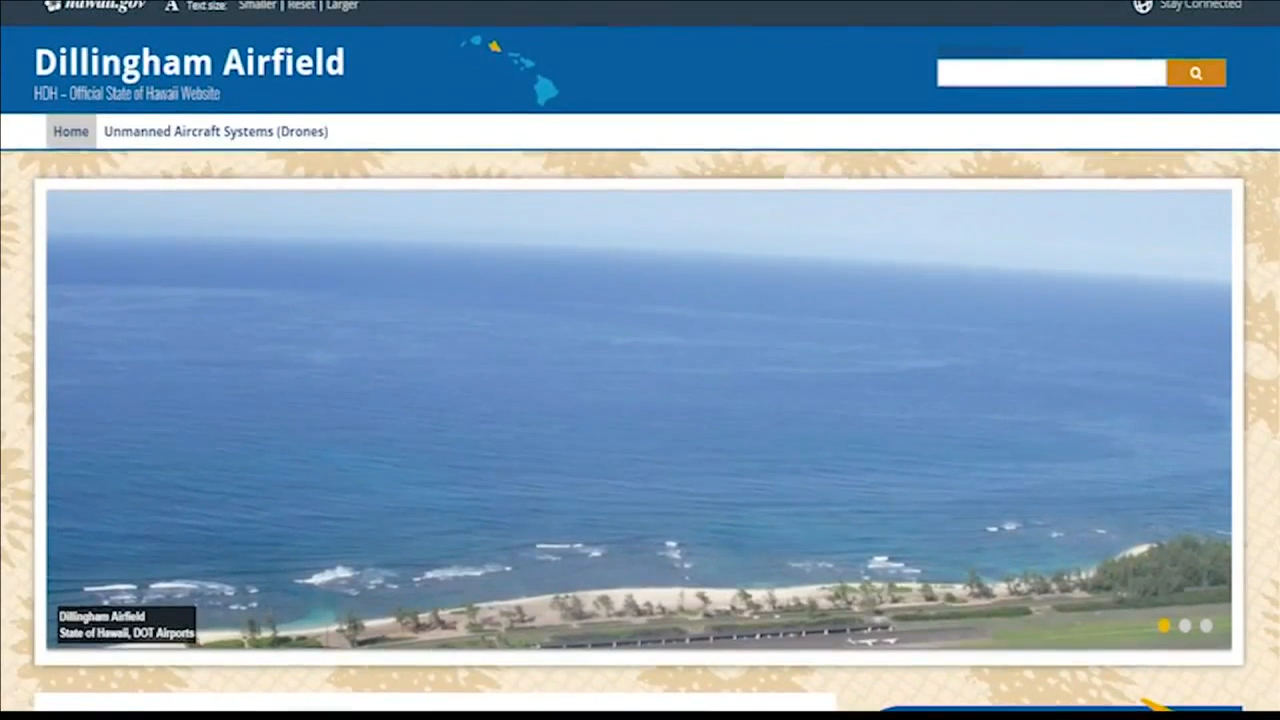 hawaii.gov A Text size: Smaller | Reset | Larger Stay Connected
Dillingham Airfield
HDH – Official State of Hawaii Website
Home Unmanned Aircraft Systems (Drones)
Dillingham Airfield
State of Hawaii, DOT Airports